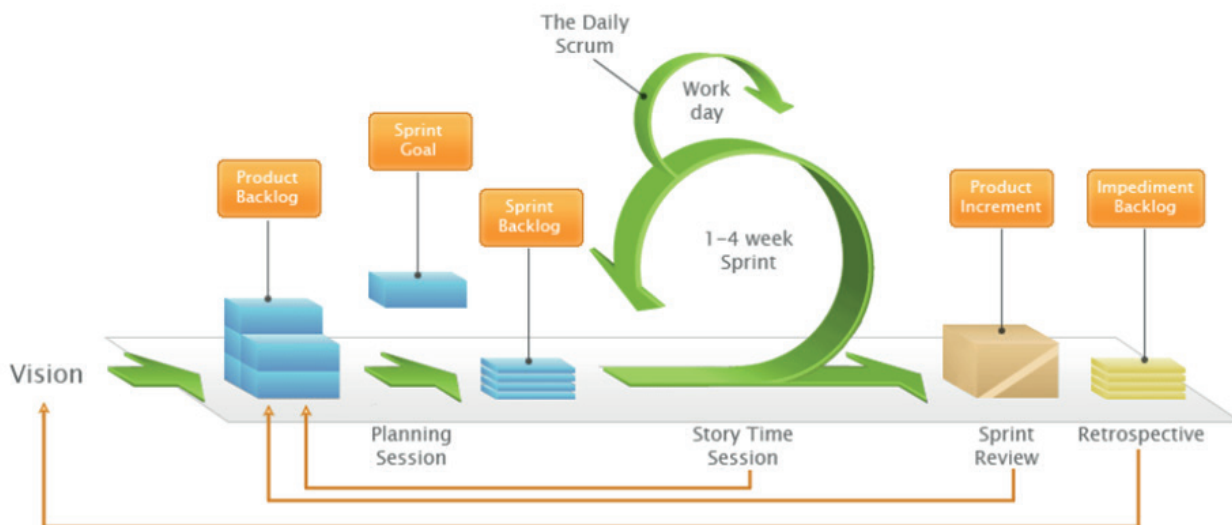 The Daily
Scrum
Work
day
Sprint
Goal
Product
Backlog
Sprint
Backlog
Product
Increment
Impediment
Backlog
1-4 week
Sprint
Vision
Planning
Session
Story Time
Session
Sprint
Review
Retrospective